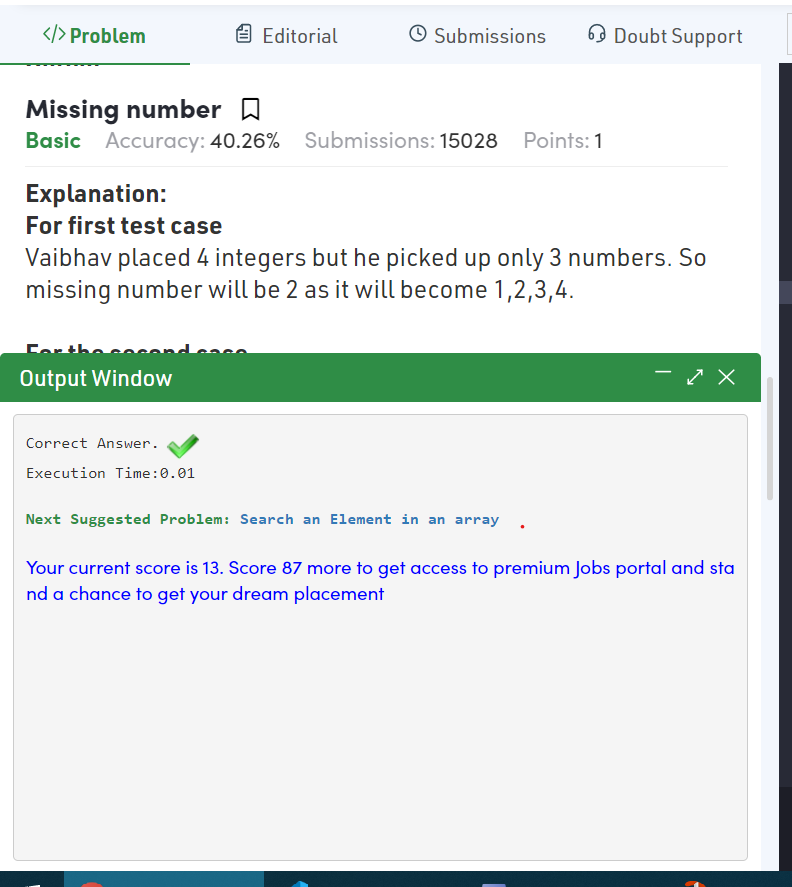 </> Problem Editorial Submissions Doubt Support
Missing number
Basic Accuracy: 40.26% Submissions: 15028 Points: 1
Explanation:
For first test case
Vaibhav placed 4 integers but he picked up only 3 numbers. So
missing number will be 2 as it will become 1,2,3,4.
For the second case
Output Window
Correct Answer.
Execution Time:0.01
Next Suggested Problem: Search an Element in an array
Your current score is 13. Score 87 more to get access to premium Jobs portal and sta
nd a chance to get your dream placement